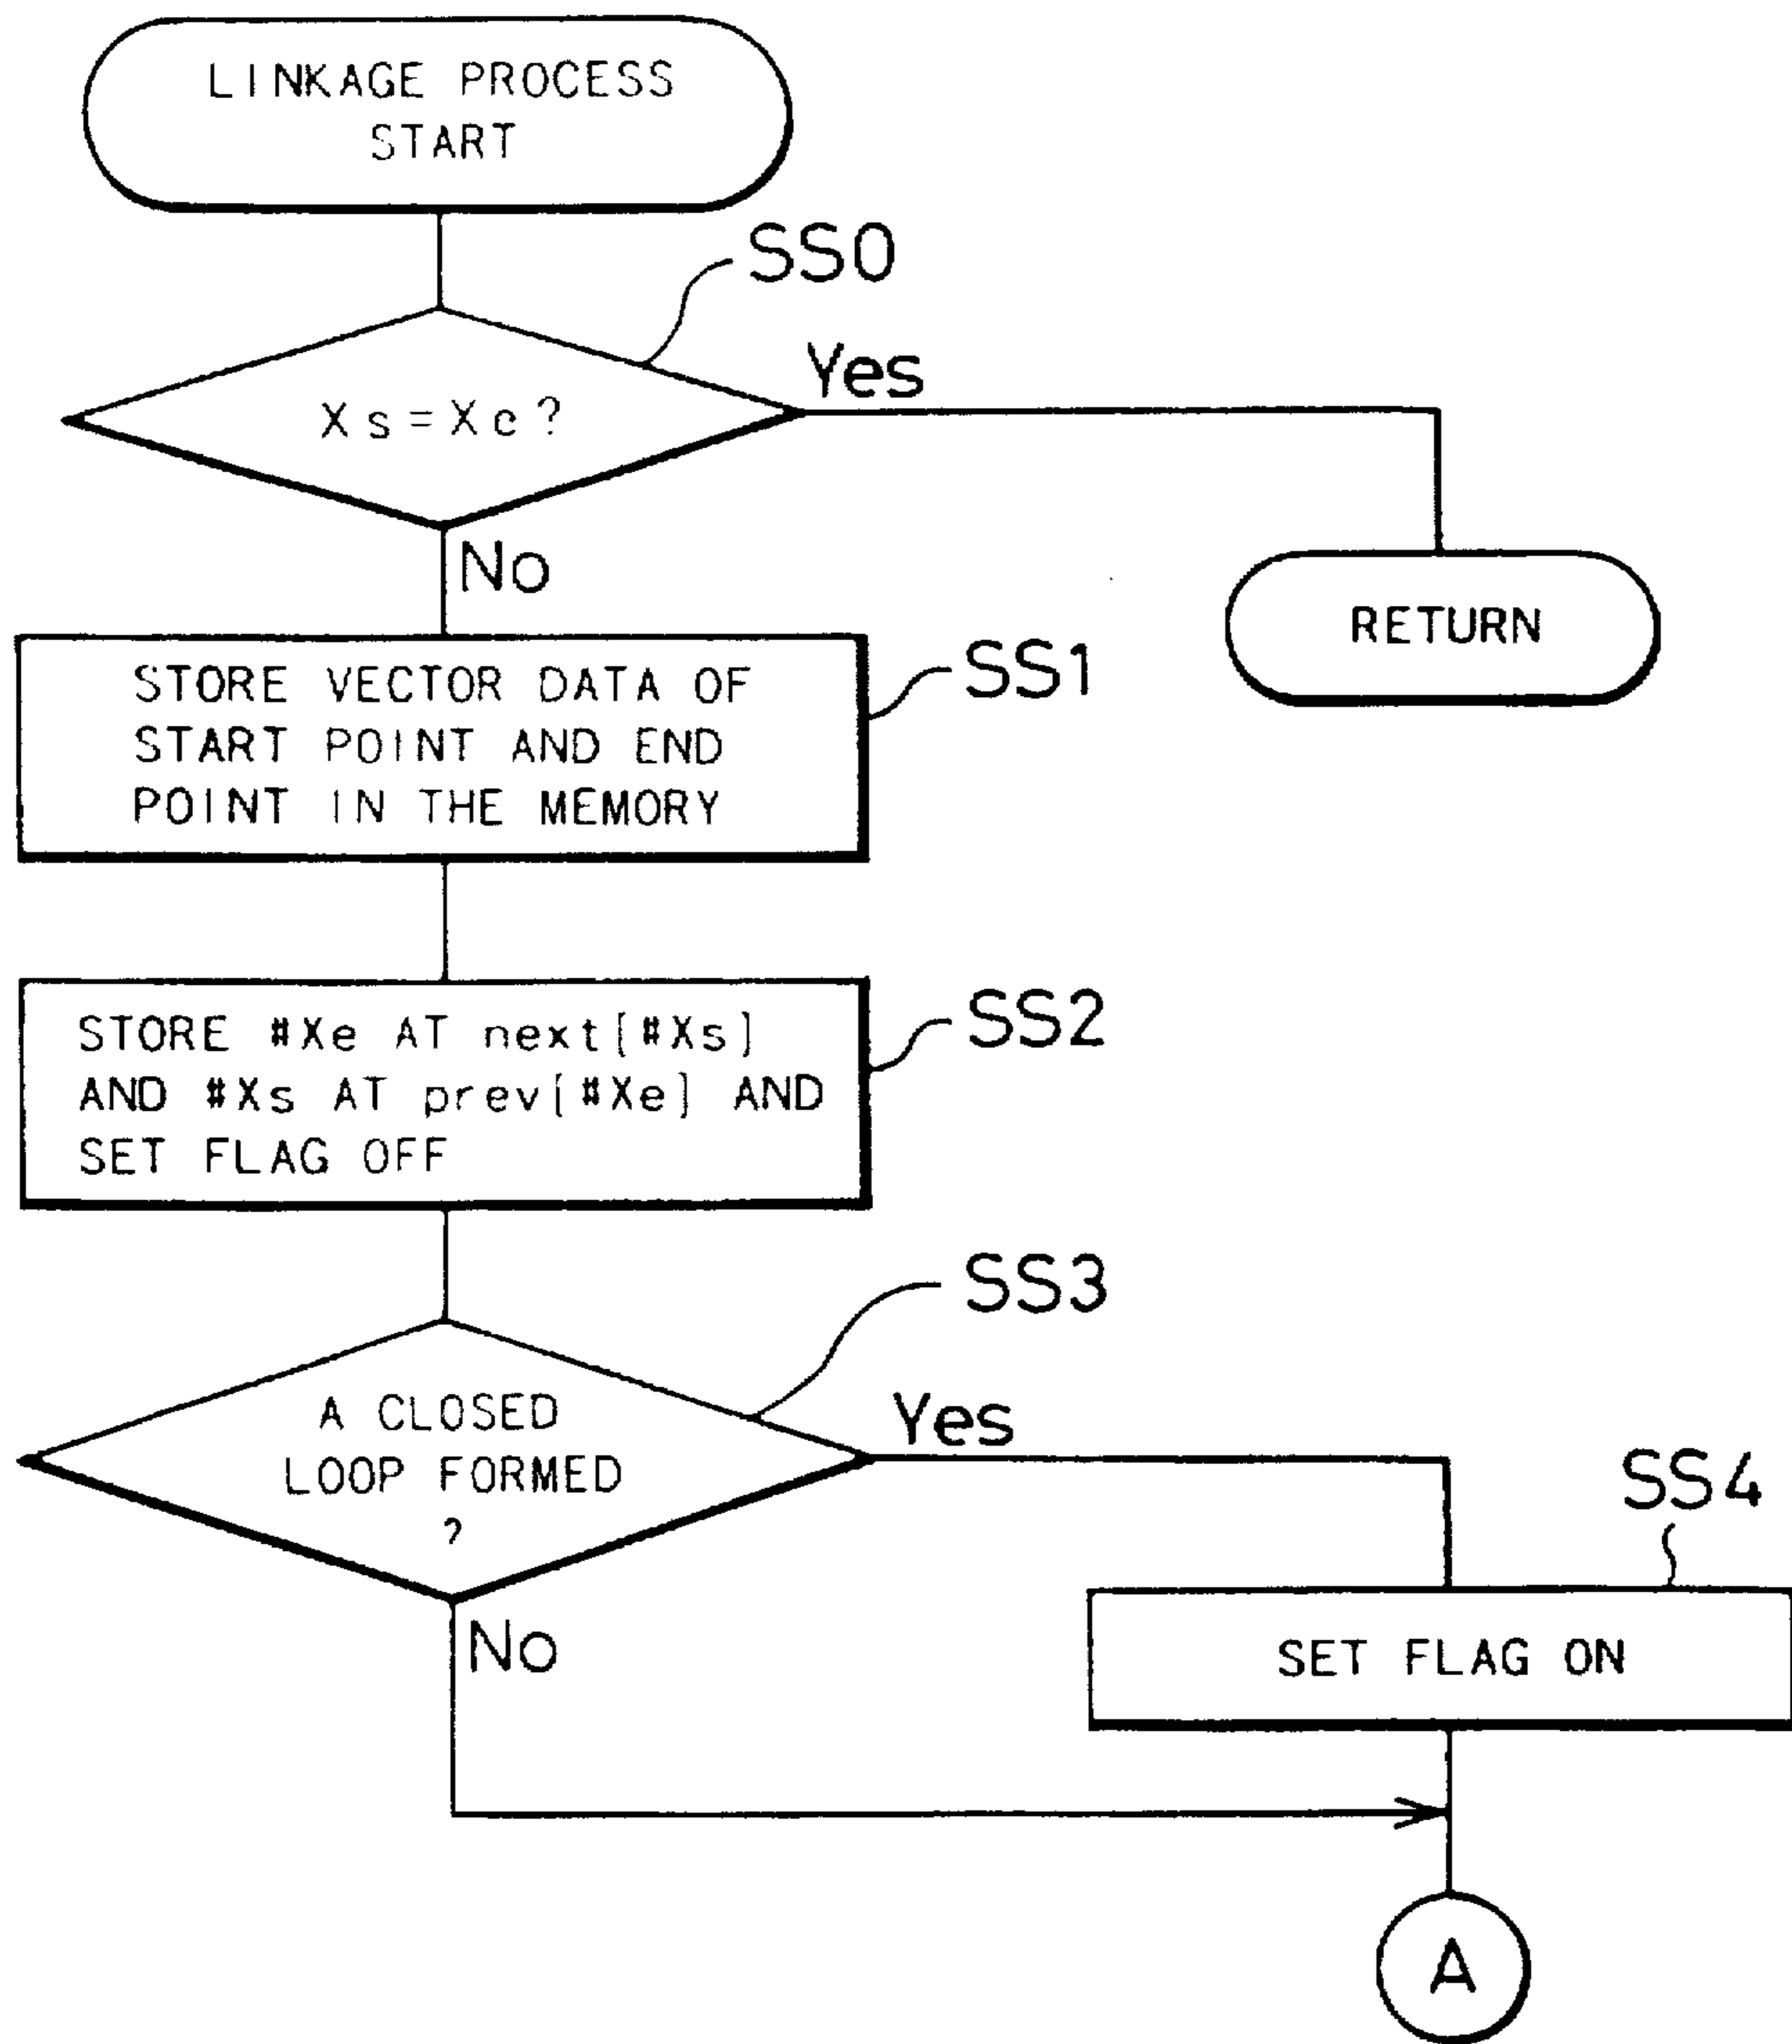 LINKAGE PROCESS
START
SS0
Xs=Xe?
Yes
No
RETURN
STORE VECTOR DATA OF
START POINT AND END
POINT IN THE MEMORY
SS1
STORE #Xe AT next[#Xs]
AND #Xs AT prev[#Xe] AND
SET FLAG OFF
SS2
SS3
A CLOSED
LOOP FORMED
?
Yes
No
SS4
SET FLAG ON
A